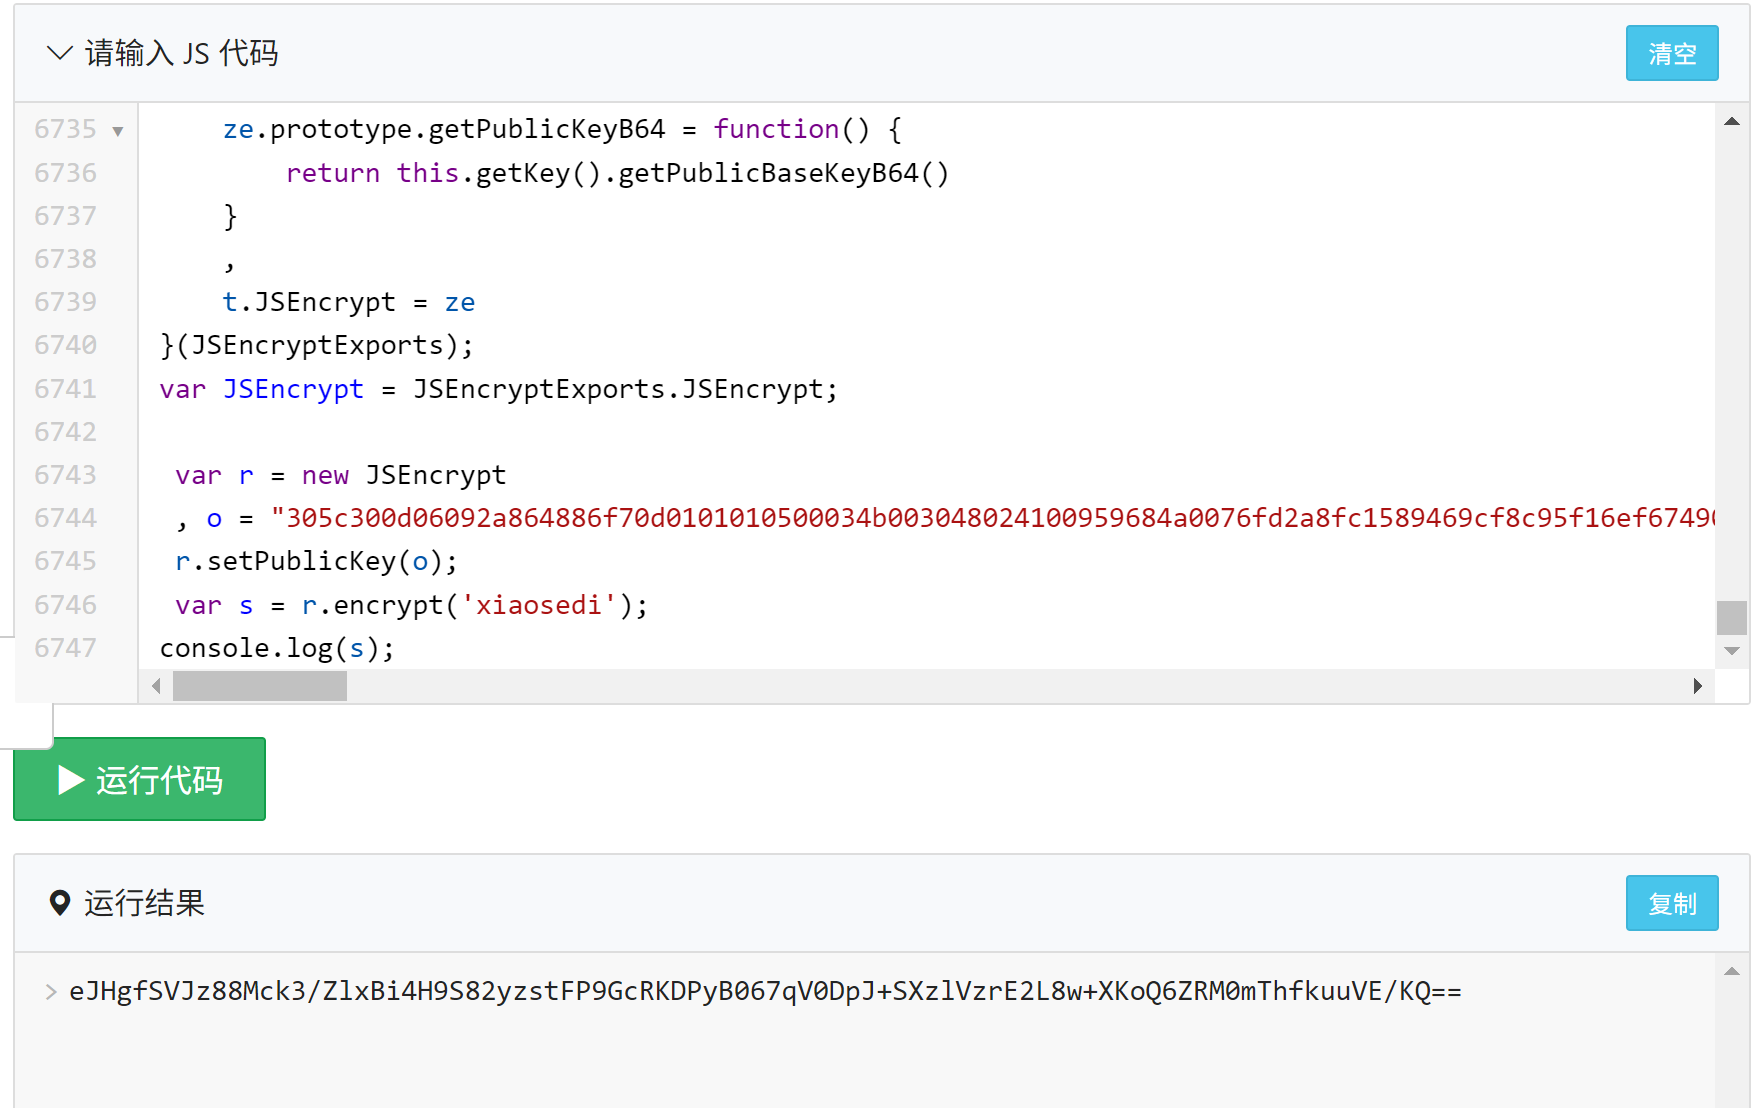 请输入 JS 代码
清空
6735 ze.prototype.getPublicKeyB64 = function() {
6736 return this.getKey().getPublicBaseKeyB64()
6737 }
6738 ,
6739 t.JSEncrypt = ze
6740 }(JSEncryptExports);
6741 var JSEncrypt = JSEncryptExports.JSEncrypt;
6742
6743 var r = new JSEncrypt
6744 , o = "305c300d06092a864886f70d0101010500034b003048024100959684a0076fd2a8fc1589469cf8c95f16ef67490
6745 r.setPublicKey(o);
6746 var s = r.encrypt('xiaosedi');
6747 console.log(s);
运行代码
运行结果
复制
> eJHgfSVJz88Mck3/ZlxBi4H9S82yzstFP9GcRKDPyB067qV0DpJ+SXzlVzrE2L8w+XKoQ6ZRM0mThfkuuVE/KQ==